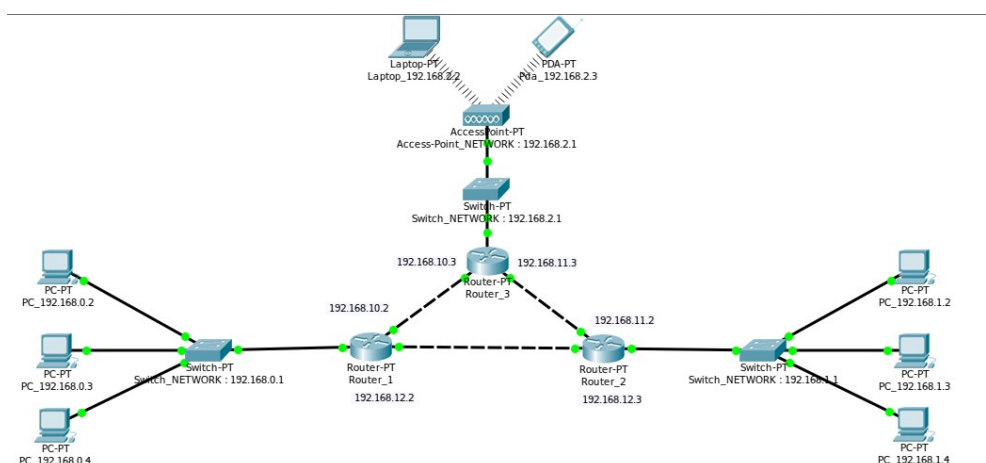 Laptop-PT
Laptop_192.168.2.2
PDA-PT
Pda_192.168.2.3
AccessPoint-PT
Access-Point_NETWORK : 192.168.2.1
Switch-PT
Switch_NETWORK : 192.168.2.1
192.168.10.3
192.168.11.3
Router-PT
Router_3
PC-PT
PC_192.168.0.2
PC-PT
PC_192.168.1.2
192.168.10.2
192.168.11.2
PC-PT
PC_192.168.0.3
Switch-PT
Switch_NETWORK : 192.168.0.1
Router-PT
Router_1
192.168.12.2
Router-PT
Router_2
192.168.12.3
Switch-PT
Switch_NETWORK : 192.168.1.1
PC-PT
PC_192.168.1.3
PC-PT
PC_192.168.0.4
PC-PT
PC_192.168.1.4